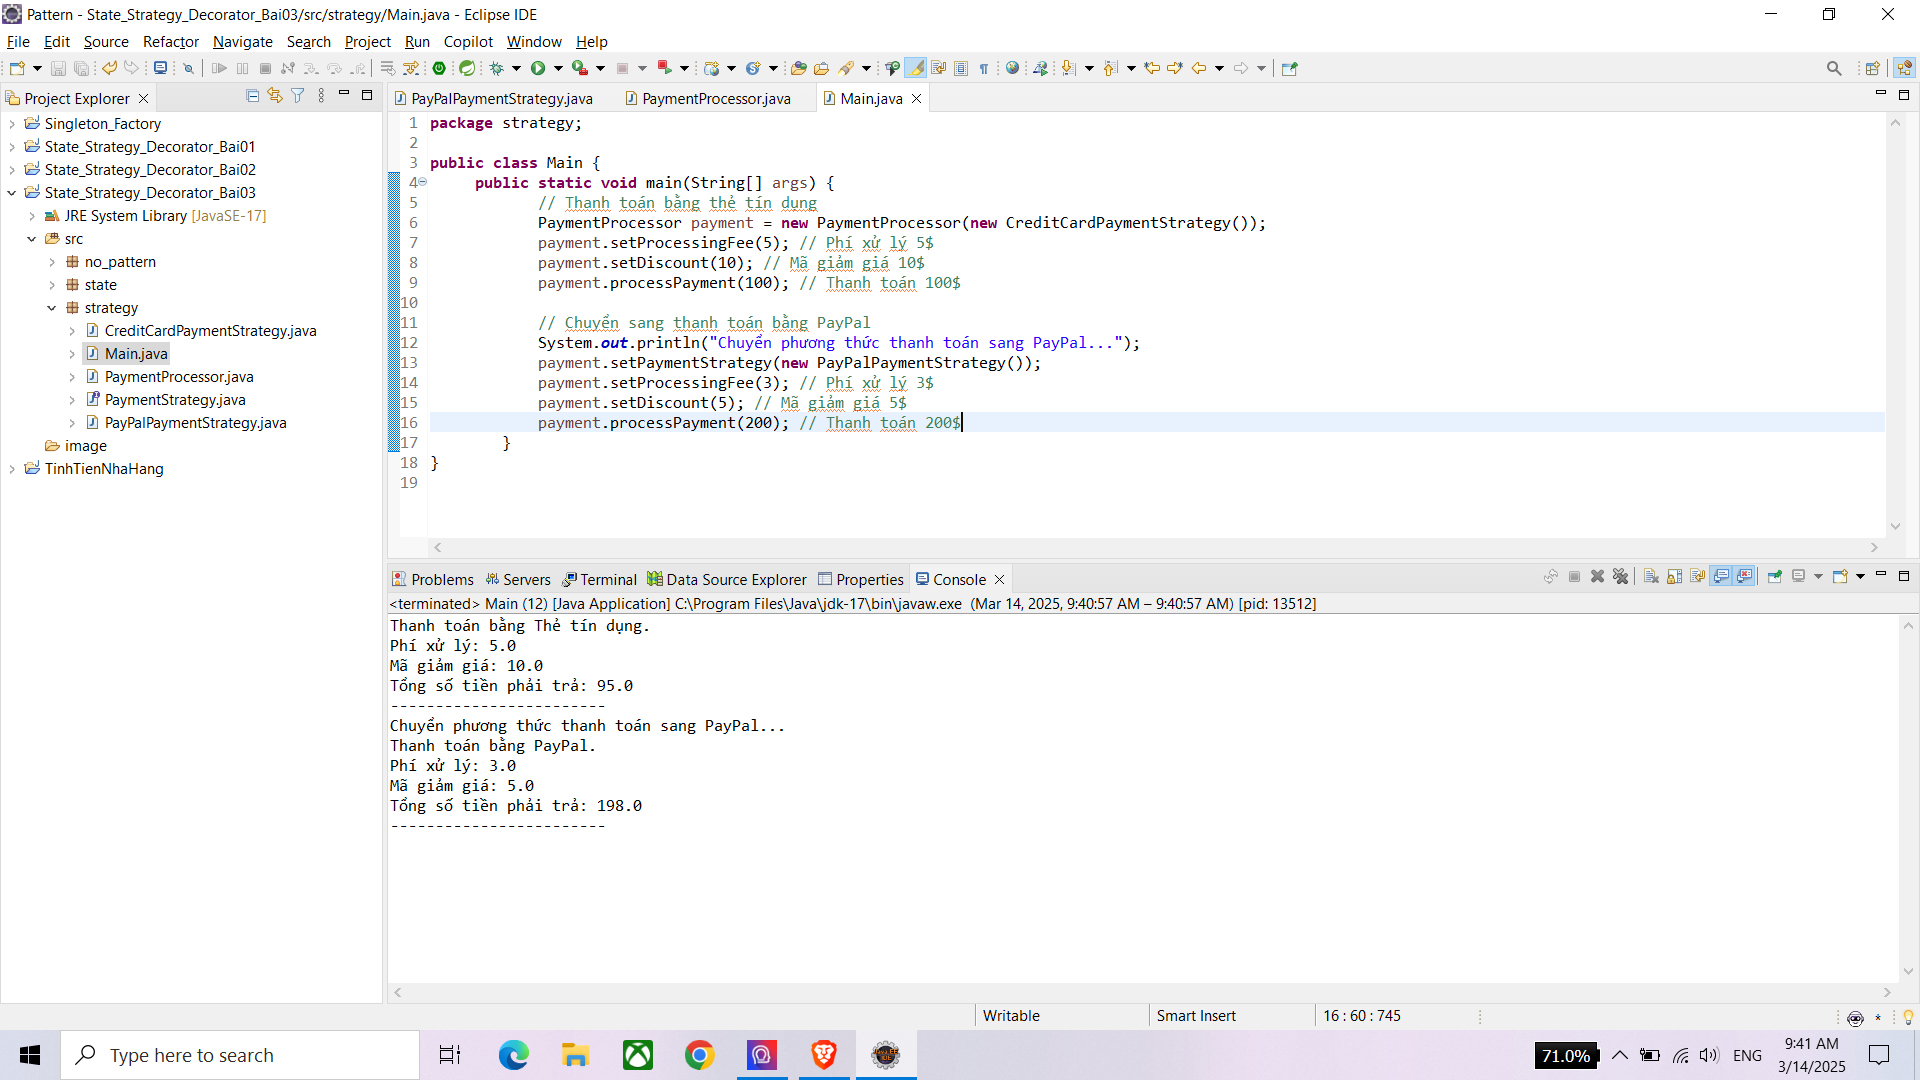 Pattern - State_Strategy_Decorator_Bai03/src/strategy/Main.java - Eclipse IDE
File Edit Source Refactor Navigate Search Project Run Copilot Window Help
Project Explorer
Singleton_Factory
State_Strategy_Decorator_Bai01
State_Strategy_Decorator_Bai02
State_Strategy_Decorator_Bai03
JRE System Library [JavaSE-17]
src
no_pattern
state
strategy
CreditCardPaymentStrategy.java
Main.java
PaymentProcessor.java
PaymentStrategy.java
PayPalPaymentStrategy.java
image
TinhTienNhaHang
PayPalPaymentStrategy.java PaymentProcessor.java Main.java
1 package strategy;
2
3 public class Main {
4 public static void main(String[] args) {
5 // Thanh toán bằng thẻ tín dụng
6 PaymentProcessor payment = new PaymentProcessor(new CreditCardPaymentStrategy());
7 payment.setProcessingFee(5); // Phí xử lý 5$
8 payment.setDiscount(10); // Mã giảm giá 10$
9 payment.processPayment(100); // Thanh toán 100$
10
11 // Chuyển sang thanh toán bằng PayPal
12 System.out.println("Chuyển phương thức thanh toán sang PayPal...");
13 payment.setPaymentStrategy(new PayPalPaymentStrategy());
14 payment.setProcessingFee(3); // Phí xử lý 3$
15 payment.setDiscount(5); // Mã giảm giá 5$
16 payment.processPayment(200); // Thanh toán 200$
17 }
18 }
19
Problems Servers Terminal Data Source Explorer Properties Console
<terminated> Main (12) [Java Application] C:\Program Files\Java\jdk-17\bin\javaw.exe (Mar 14, 2025, 9:40:57 AM – 9:40:57 AM) [pid: 13512]
Thanh toán bằng Thẻ tín dụng.
Phí xử lý: 5.0
Mã giảm giá: 10.0
Tổng số tiền phải trả: 95.0
------------------------
Chuyển phương thức thanh toán sang PayPal...
Thanh toán bằng PayPal.
Phí xử lý: 3.0
Mã giảm giá: 5.0
Tổng số tiền phải trả: 198.0
------------------------
Writable Smart Insert 16 : 60 : 745
Type here to search
71.0%
ENG
9:41 AM
3/14/2025